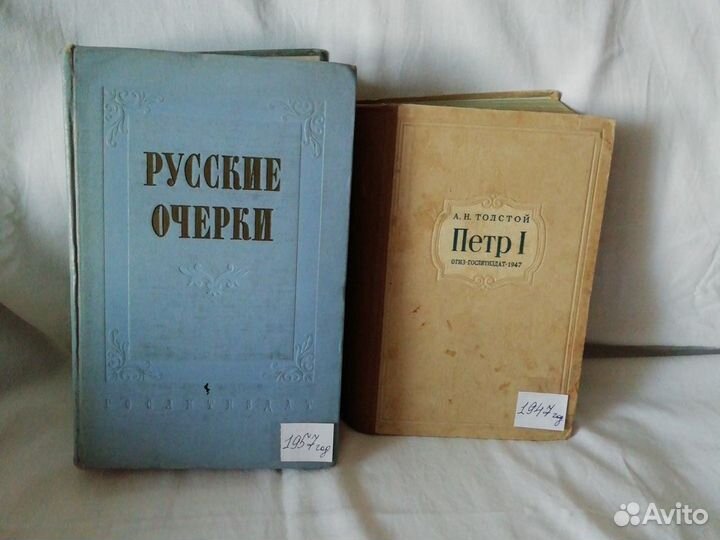 РУССКИЕ
ОЧЕРКИ
ГОСЛИТИЗДАТ
1957 год
А. Н. ТОЛСТОЙ
Петр I
ОГИЗ-ГОСЛИТИЗДАТ-1947
1947 год
Avito